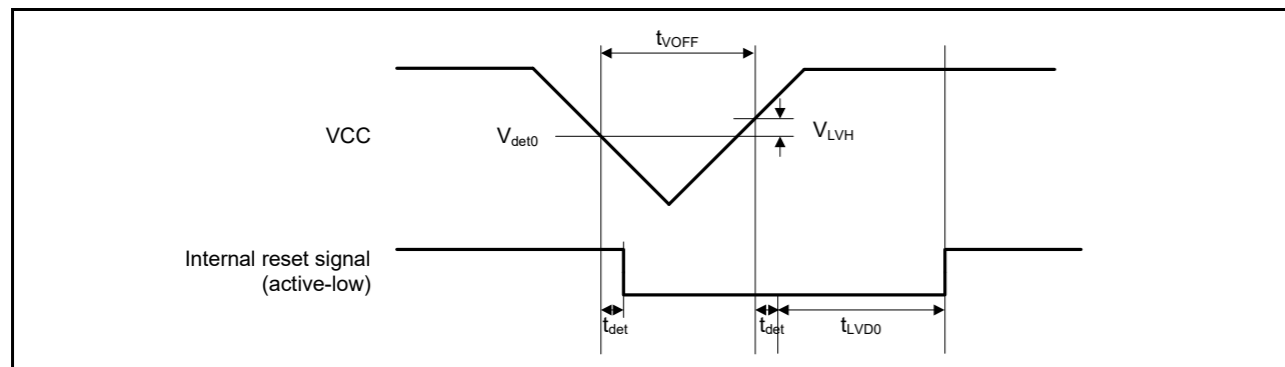 tVOFF
VCC
Vdet0
VLVH
Internal reset signal
(active-low)
tdet
tdet
tLVD0